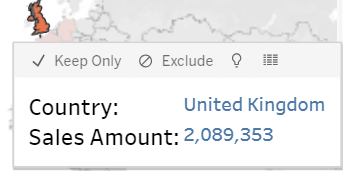 Keep Only Exclude
Country: United Kingdom
Sales Amount: 2,089,353